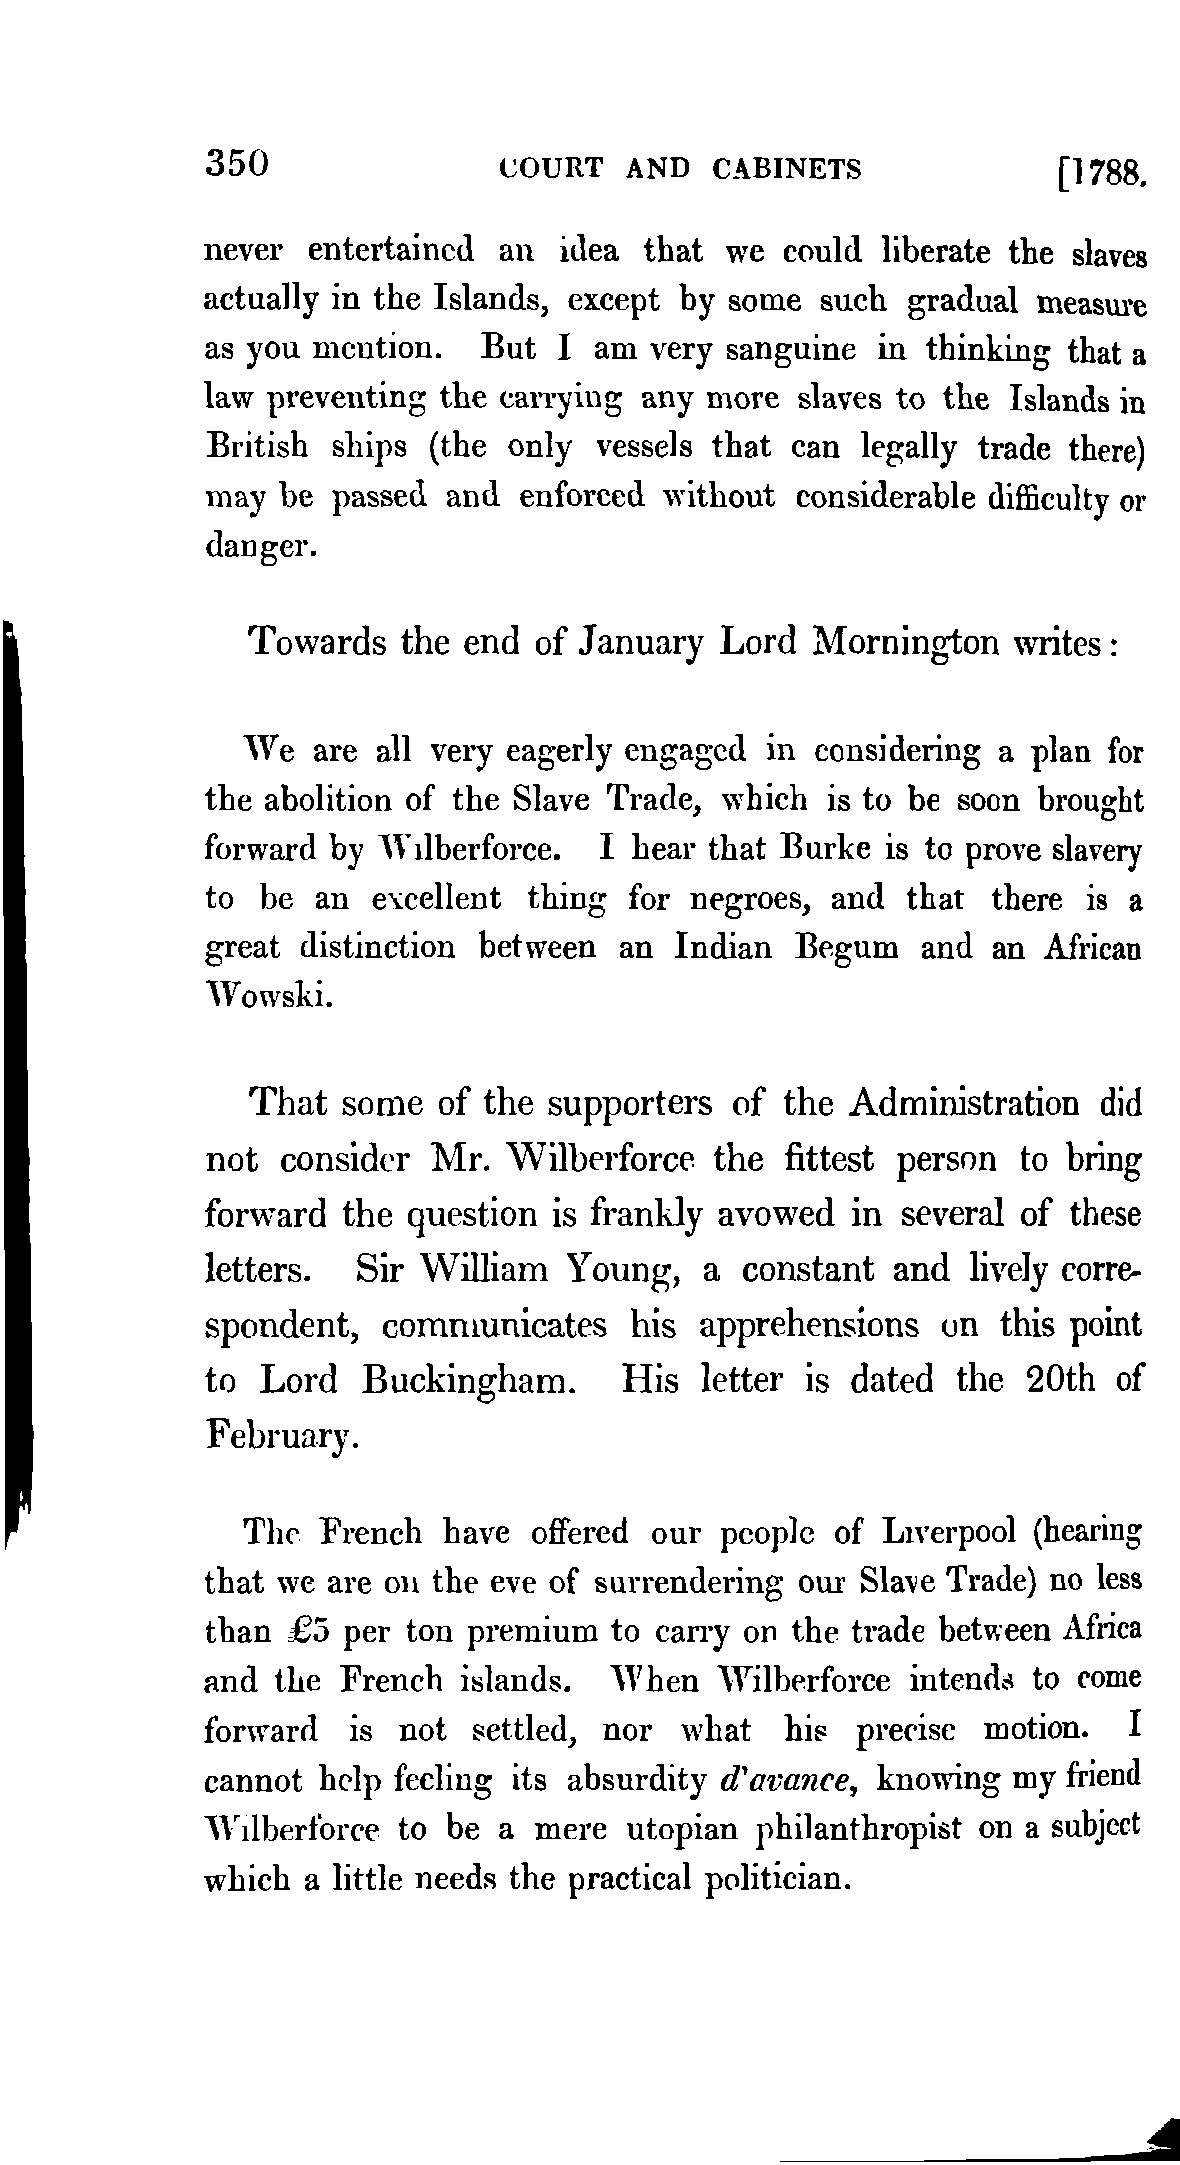 350 COURT AND CABINETS [1788.
never entertained an idea that we could liberate the slaves
actually in the Islands, except by some such gradual measure
as you mention. But I am very sanguine in thinking that a
law preventing the carrying any more slaves to the Islands in
British ships (the only vessels that can legally trade there)
may be passed and enforced without considerable difficulty or
danger.
Towards the end of January Lord Mornington writes:
We are all very eagerly engaged in considering a plan for
the abolition of the Slave Trade, which is to be soon brought
forward by Wilberforce. I hear that Burke is to prove slavery
to be an excellent thing for negroes, and that there is a
great distinction between an Indian Begum and an African
Wowski.
That some of the supporters of the Administration did
not consider Mr. Wilberforce the fittest person to bring
forward the question is frankly avowed in several of these
letters. Sir William Young, a constant and lively corre-
spondent, communicates his apprehensions on this point
to Lord Buckingham. His letter is dated the 20th of
February.
The French have offered our people of Liverpool (hearing
that we are on the eve of surrendering our Slave Trade) no less
than £5 per ton premium to carry on the trade between Africa
and the French islands. When Wilberforce intends to come
forward is not settled, nor what his precise motion. I
cannot help feeling its absurdity d'avance, knowing my friend
Wilberforce to be a mere utopian philanthropist on a subject
which a little needs the practical politician.